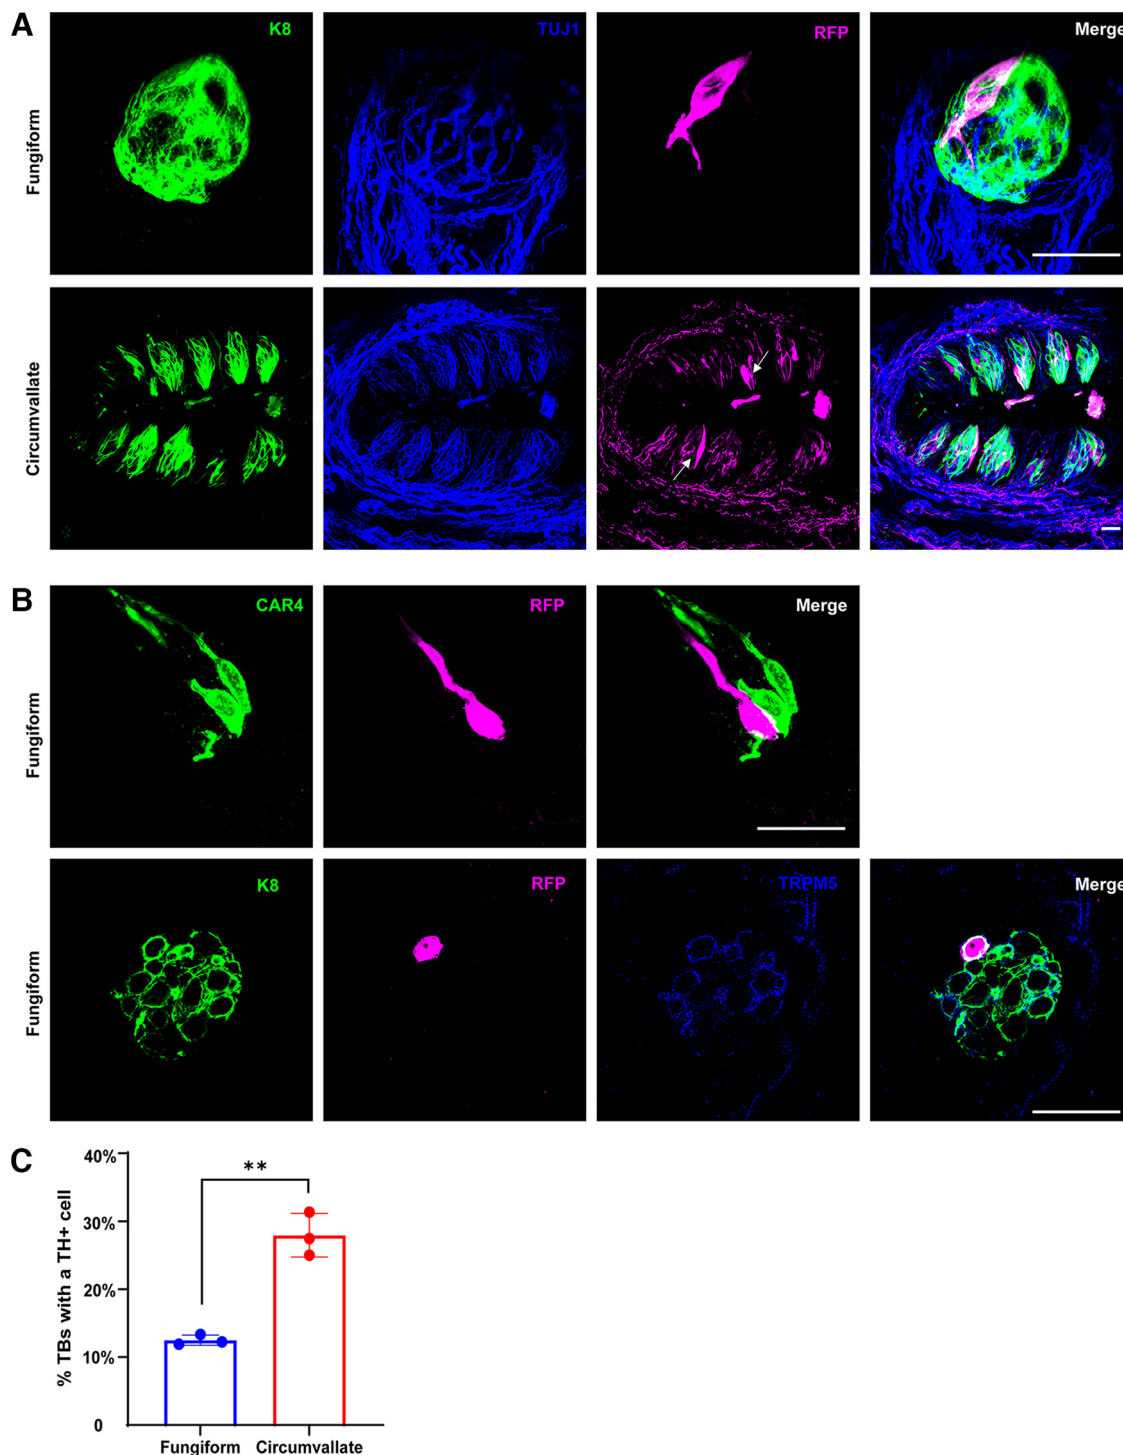 A
K8
TUJ1
RFP
Merge
Fungiform
Circumvallate
B
CAR4
RFP
Merge
Fungiform
K8
RFP
TRPM5
Merge
Fungiform
C
% TBs with a TH+ cell
40%
30%
20%
10%
0
**
Fungiform
Circumvallate